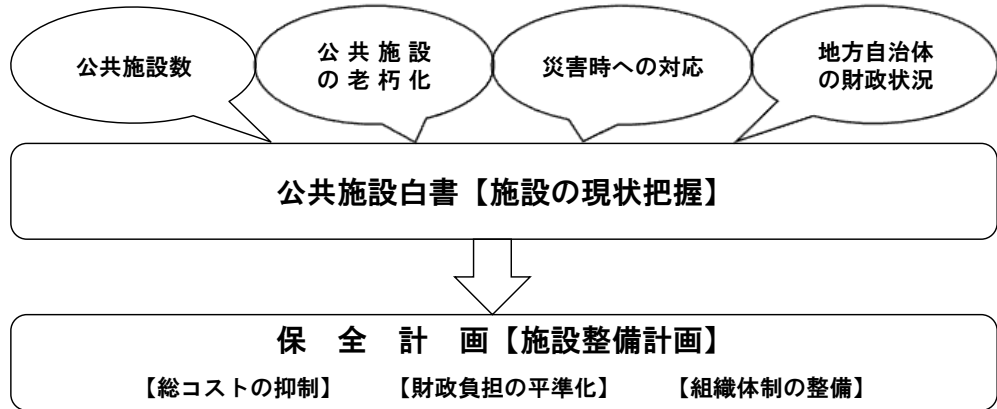 公共施設数
公共施設
の老朽化
災害時への対応
地方自治体
の財政状況
公共施設白書【施設の現状把握】
保　全　計　画【施設整備計画】
【総コストの抑制】　【財政負担の平準化】　【組織体制の整備】